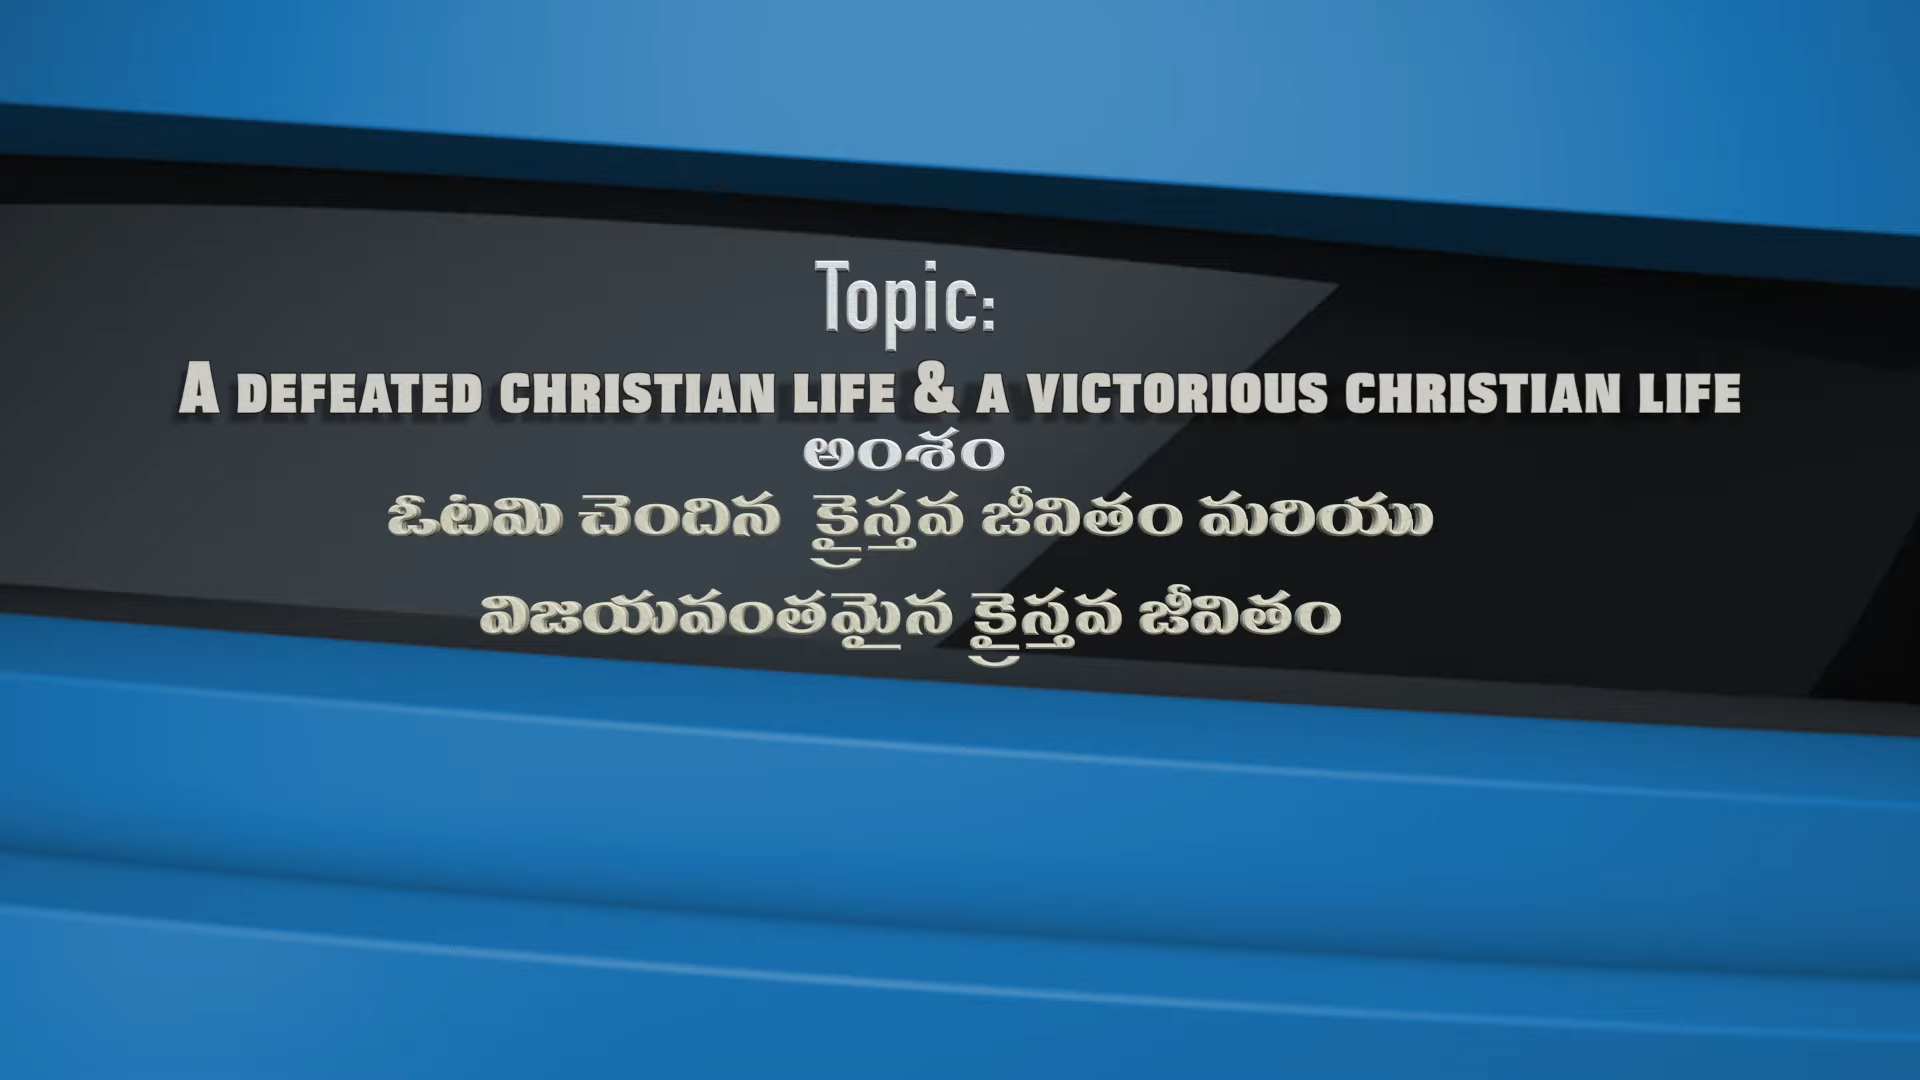 Topic:
A DEFEATED CHRISTIAN LIFE & A VICTORIOUS CHRISTIAN LIFE
అంశం
ఓటమి చెందిన క్రైస్తవ జీవితం మరియు
విజయవంతమైన క్రైస్తవ జీవితం